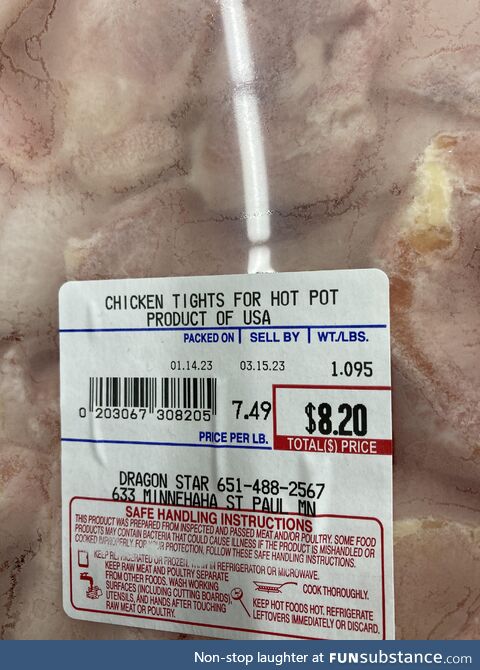 CHICKEN TIGHTS FOR HOT POT
PRODUCT OF USA
PACKED ON SELL BY WT./LBS.
01.14.23 03.15.23 1.095
0 203067 308205 7.49 $8.20
PRICE PER LB. TOTAL($) PRICE
DRAGON STAR 651-488-2567
633 MINNEHAHA ST PAUL MN
SAFE HANDLING INSTRUCTIONS
THIS PRODUCT WAS PREPARED FROM INSPECTED AND PASSED MEAT AND/OR POULTRY. SOME FOOD
PRODUCTS MAY CONTAIN BACTERIA THAT COULD CAUSE ILLNESS IF THE PRODUCT IS MISHANDLED OR
COOKED IMPROPERLY. FOR YOUR PROTECTION, FOLLOW THESE SAFE HANDLING INSTRUCTIONS.
KEEP REFRIGERATED OR FROZEN. IN REFRIGERATOR OR MICROWAVE.
KEEP RAW MEAT AND POULTRY SEPARATE
FROM OTHER FOODS. WASH WORKING
SURFACES (INCLUDING CUTTING BOARDS),
UTENSILS, AND HANDS AFTER TOUCHING
RAW MEAT OR POULTRY.
COOK THOROUGHLY.
KEEP HOT FOODS HOT. REFRIGERATE
LEFTOVERS IMMEDIATELY OR DISCARD.
Non-stop laughter at FUNsubstance.com